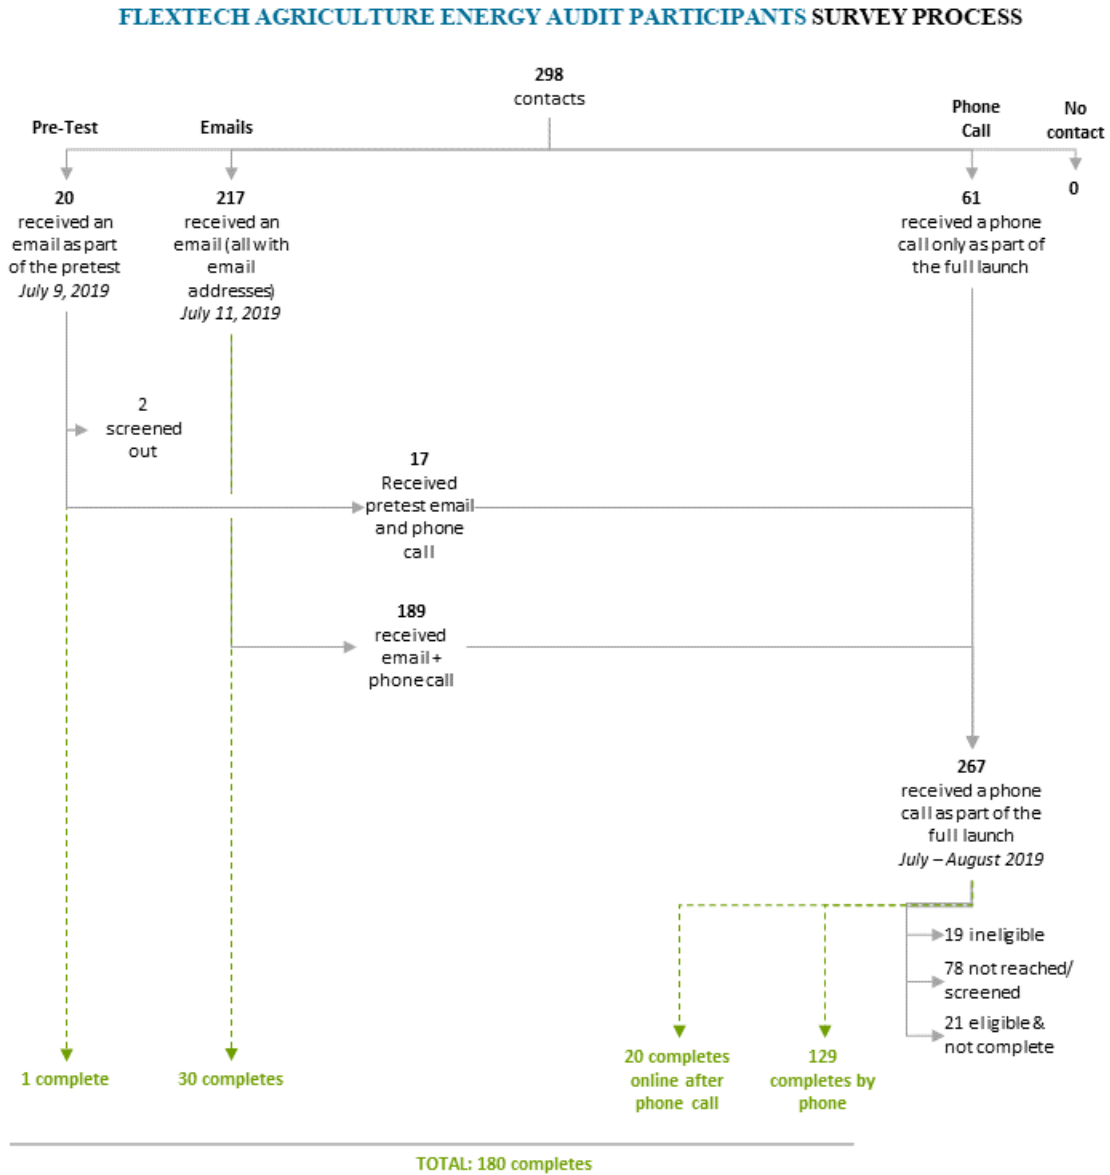 FLEXTECH AGRICULTURE ENERGY AUDIT PARTICIPANTS SURVEY PROCESS
298
contacts
Pre-Test
Emails
Phone
Call
No
contact
20
received an
email as part
of the pretest
July 9, 2019
217
received an
email (all with
email
addresses)
July 11, 2019
61
received a phone
call only as part of
the full launch
0
2
screened
out
17
Received
pretest email
and phone
call
189
received
email +
phone call
267
received a phone
call as part of the
full launch
July – August 2019
19 ineligible
78 not reached/
screened
21 eligible &
not complete
1 complete
30 completes
20 completes
online after
phone call
129
completes by
phone
TOTAL: 180 completes